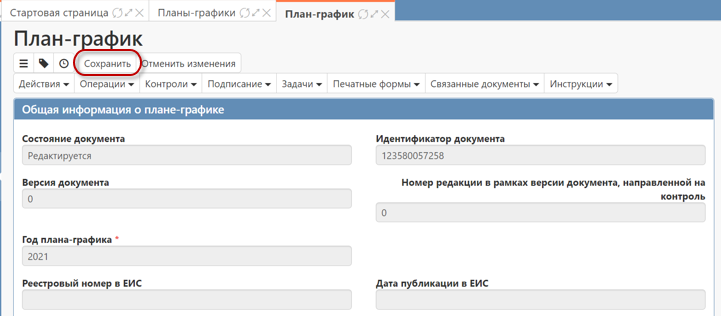 Стартовая страница Планы-графики План-график
План-график
Сохранить Отменить изменения
Действия Операции Контроли Подписание Задачи Печатные формы Связанные документы Инструкции
Общая информация о плане-графике
Состояние документа Идентификатор документа
Редактируется 123580057258
Версия документа Номер редакции в рамках версии документа, направленной на
контроль
0 0
Год плана-графика *
2021
Реестровый номер в ЕИС Дата публикации в ЕИС